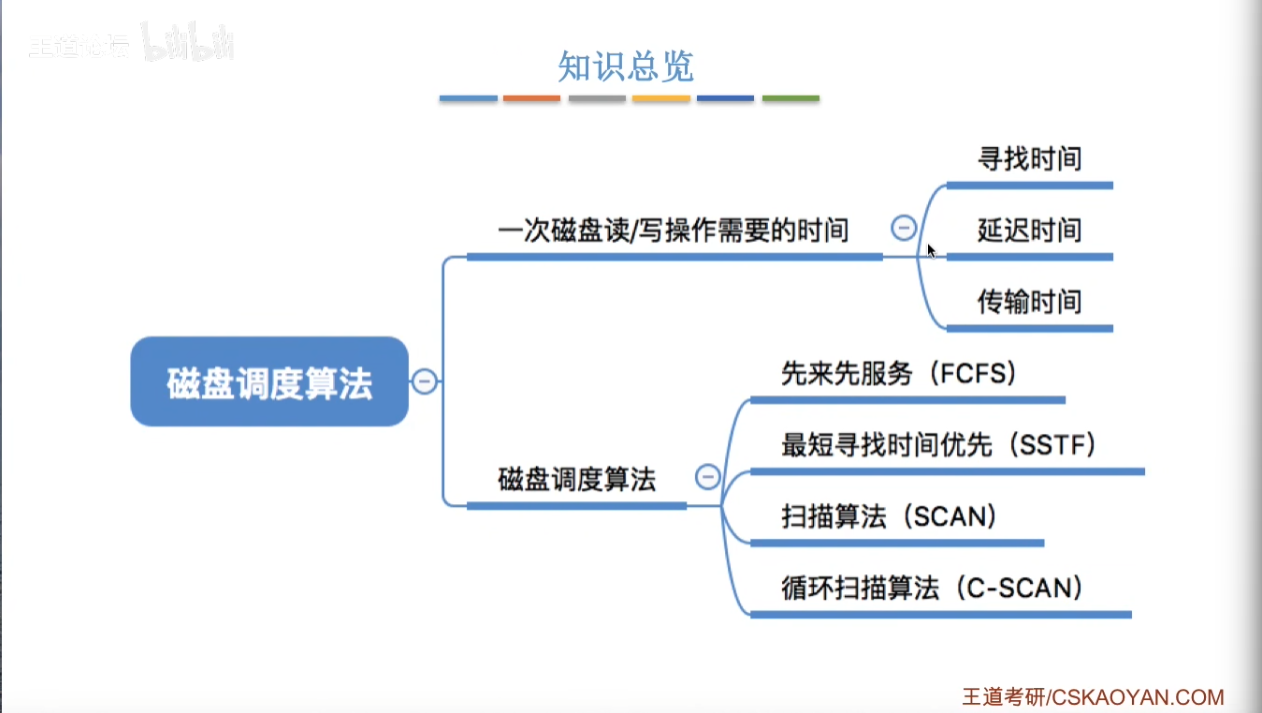 王道论坛 bilibili
知识总览
寻找时间
一次磁盘读/写操作需要的时间
延迟时间
传输时间
磁盘调度算法
先来先服务（FCFS）
最短寻找时间优先（SSTF）
磁盘调度算法
扫描算法（SCAN）
循环扫描算法（C-SCAN）
王道考研/CSKAOYAN.COM